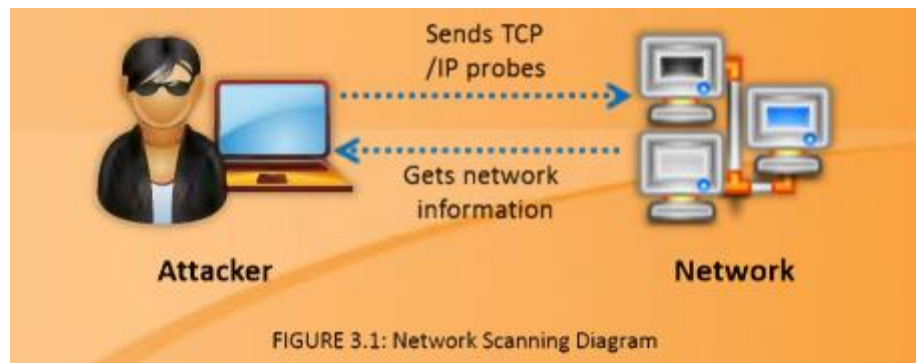 Sends TCP
/IP probes
Gets network
information
Attacker
Network
FIGURE 3.1: Network Scanning Diagram